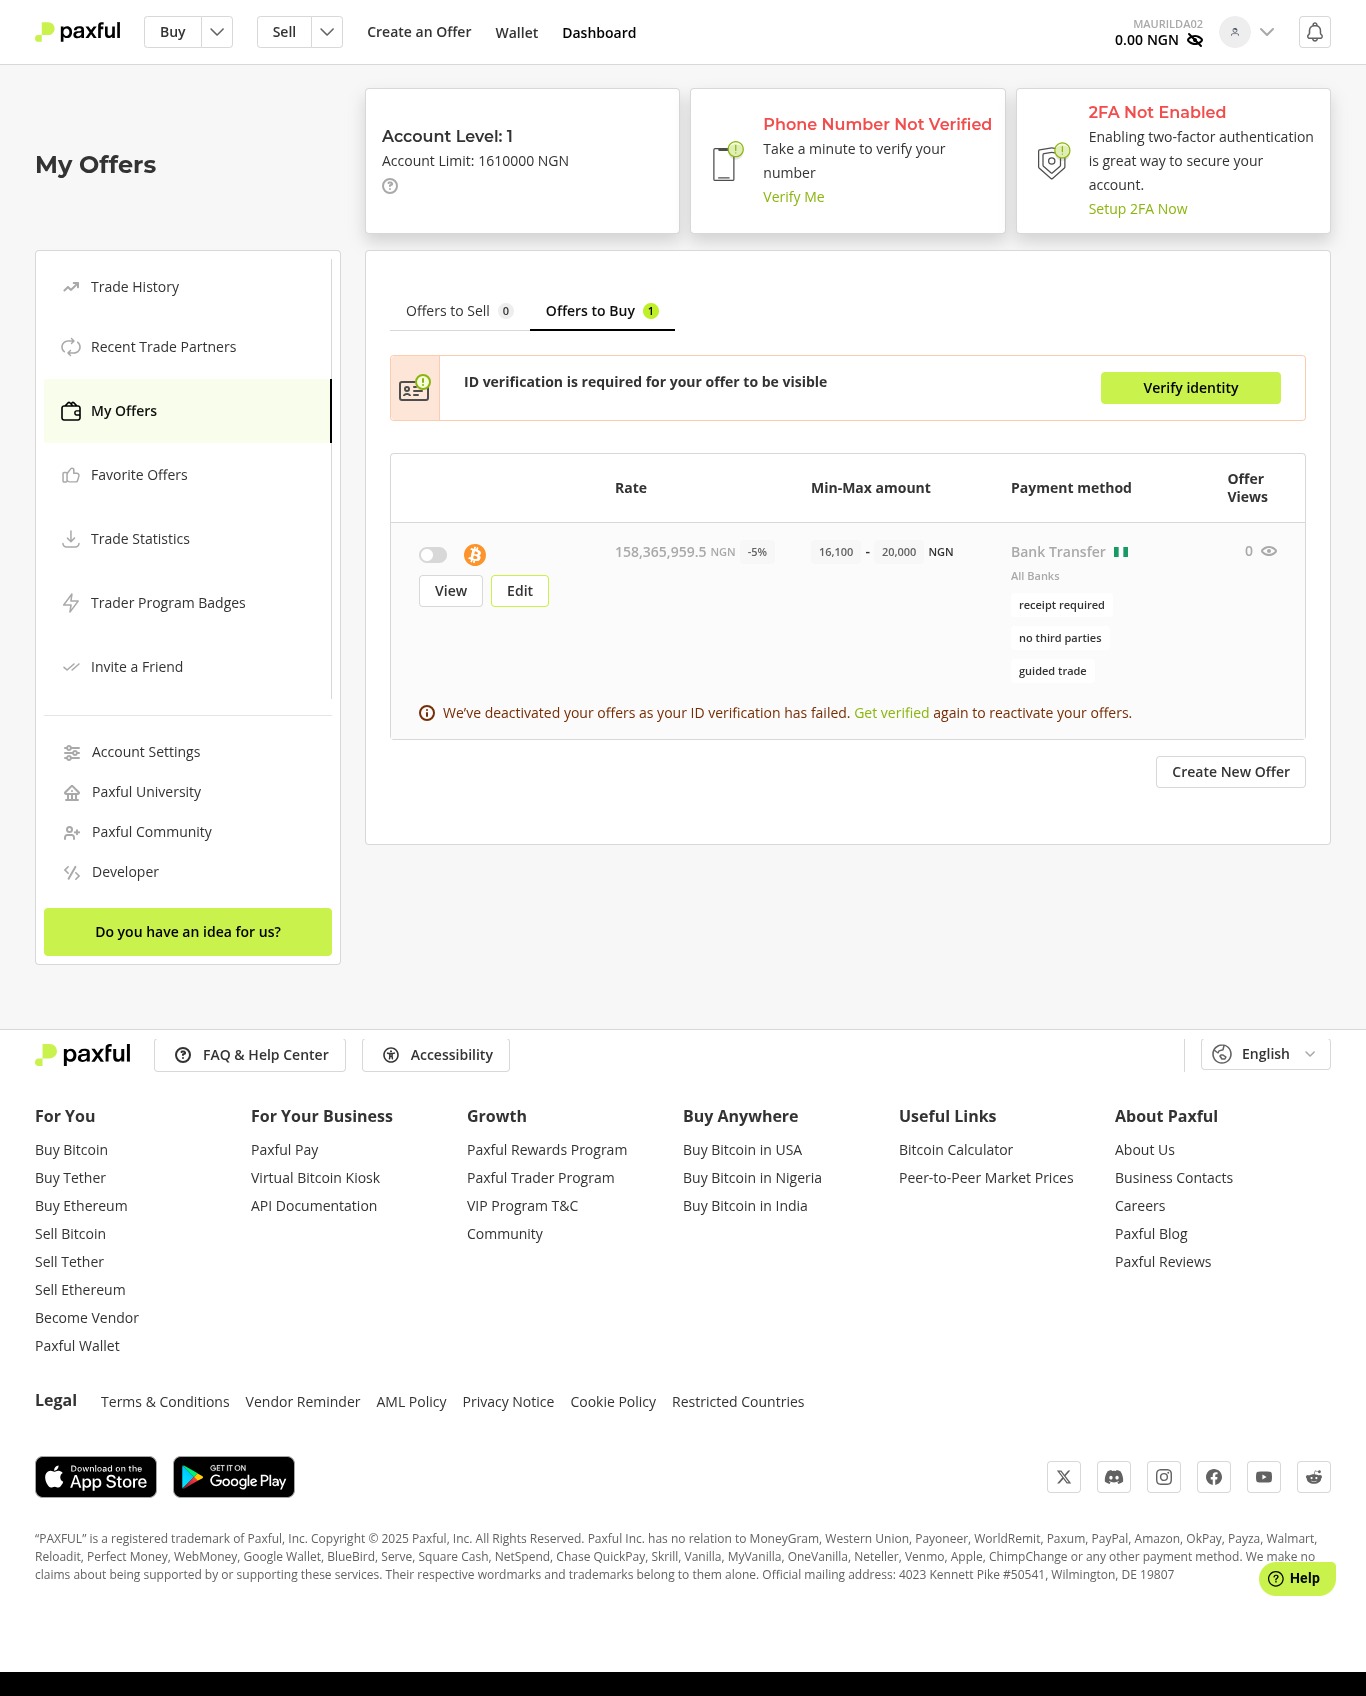 paxful
Buy
Sell
Create an Offer
Wallet
Dashboard
MAURILDA02
0.00 NGN
My Offers
Account Level: 1
Account Limit: 1610000 NGN
Phone Number Not Verified
Take a minute to verify your
number
Verify Me
2FA Not Enabled
Enabling two-factor authentication
is great way to secure your
account.
Setup 2FA Now
Trade History
Recent Trade Partners
My Offers
Favorite Offers
Trade Statistics
Trader Program Badges
Invite a Friend
Account Settings
Paxful University
Paxful Community
Developer
Do you have an idea for us?
Offers to Sell 0
Offers to Buy 1
ID verification is required for your offer to be visible
Verify identity
Rate
Min-Max amount
Payment method
Offer
Views
158,365,959.5 NGN -5%
16,100 - 20,000 NGN
Bank Transfer
0
All Banks
View
Edit
receipt required
no third parties
guided trade
We've deactivated your offers as your ID verification has failed. Get verified again to reactivate your offers.
Create New Offer
paxful
FAQ & Help Center
Accessibility
English
For You
Buy Bitcoin
Buy Tether
Buy Ethereum
Sell Bitcoin
Sell Tether
Sell Ethereum
Become Vendor
Paxful Wallet
For Your Business
Paxful Pay
Virtual Bitcoin Kiosk
API Documentation
Growth
Paxful Rewards Program
Paxful Trader Program
VIP Program T&C
Community
Buy Anywhere
Buy Bitcoin in USA
Buy Bitcoin in Nigeria
Buy Bitcoin in India
Useful Links
Bitcoin Calculator
Peer-to-Peer Market Prices
About Paxful
About Us
Business Contacts
Careers
Paxful Blog
Paxful Reviews
Legal
Terms & Conditions
Vendor Reminder
AML Policy
Privacy Notice
Cookie Policy
Restricted Countries
Download on the
App Store
GET IT ON
Google Play
“PAXFUL” is a registered trademark of Paxful, Inc. Copyright © 2025 Paxful, Inc. All Rights Reserved. Paxful Inc. has no relation to MoneyGram, Western Union, Payoneer, WorldRemit, Paxum, PayPal, Amazon, OkPay, Payza, Walmart,
Reloadit, Perfect Money, WebMoney, Google Wallet, BlueBird, Serve, Square Cash, NetSpend, Chase QuickPay, Skrill, Vanilla, MyVanilla, OneVanilla, Neteller, Venmo, Apple, ChimpChange or any other payment method. We make no
claims about being supported by or supporting these services. Their respective wordmarks and trademarks belong to them alone. Official mailing address: 4023 Kennett Pike #50541, Wilmington, DE 19807
Help